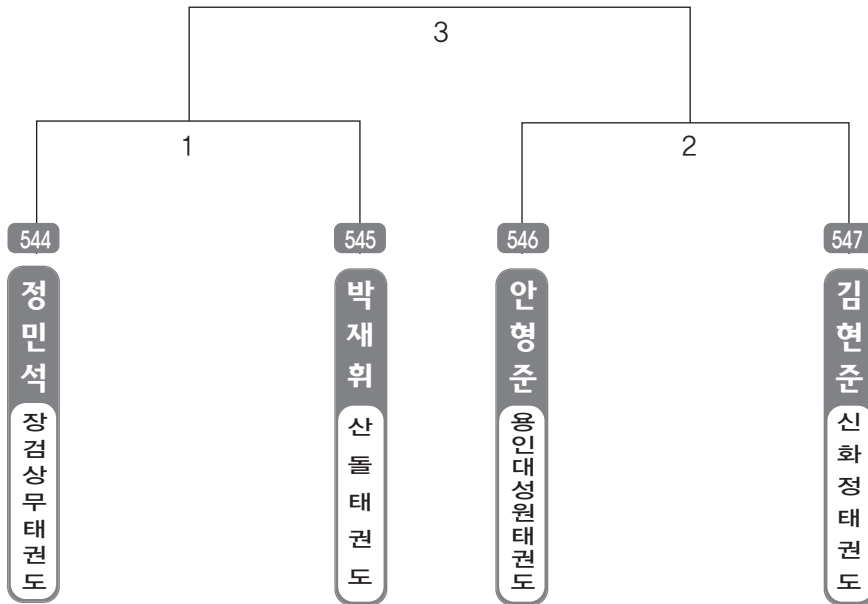 3
1
2
544
545
546
547
정민석
박재휘
안형준
김현준
장검상무태권도
산돌태권도
용인대성원태권도
신화정태권도